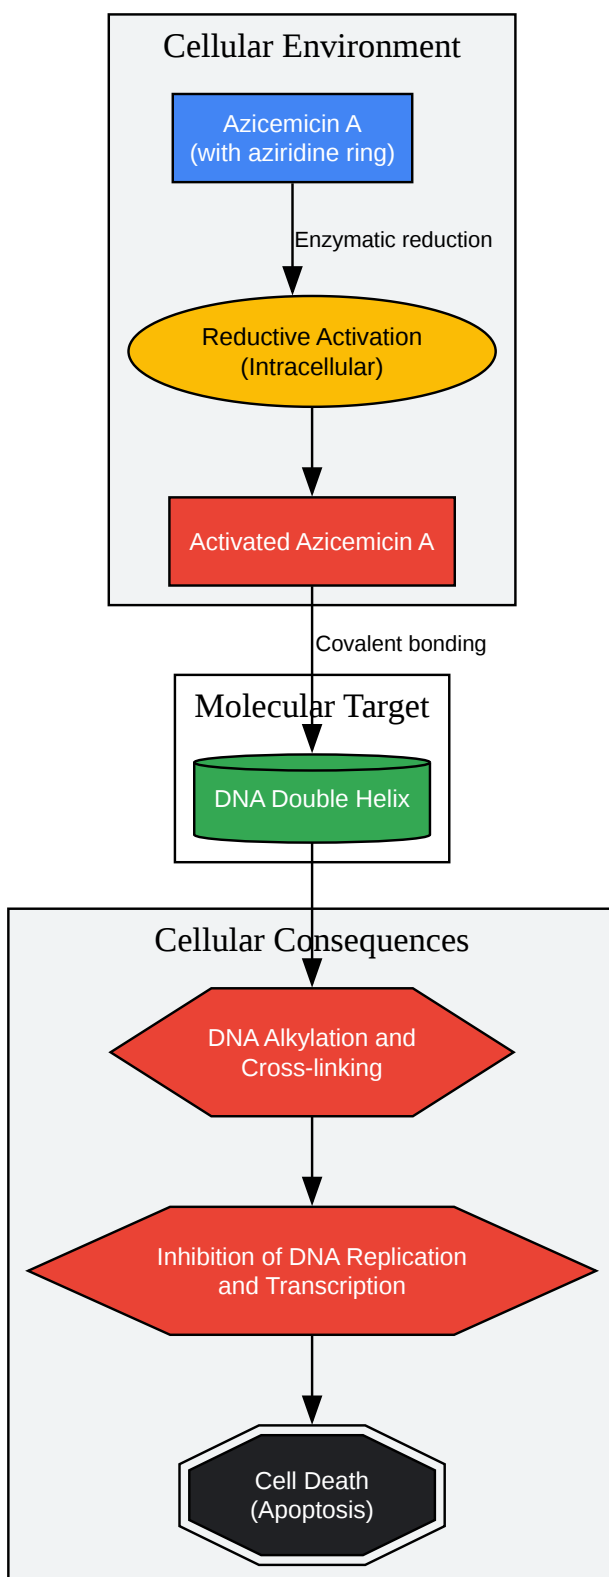 Cellular Environment
Azicemicin A
(with aziridine ring)
Enzymatic reduction
Reductive Activation
(Intracellular)
Activated Azicemicin A
Covalent bonding
Molecular Target
DNA Double Helix
Cellular Consequences
DNA Alkylation and
Cross-linking
Inhibition of DNA Replication
and Transcription
Cell Death
(Apoptosis)